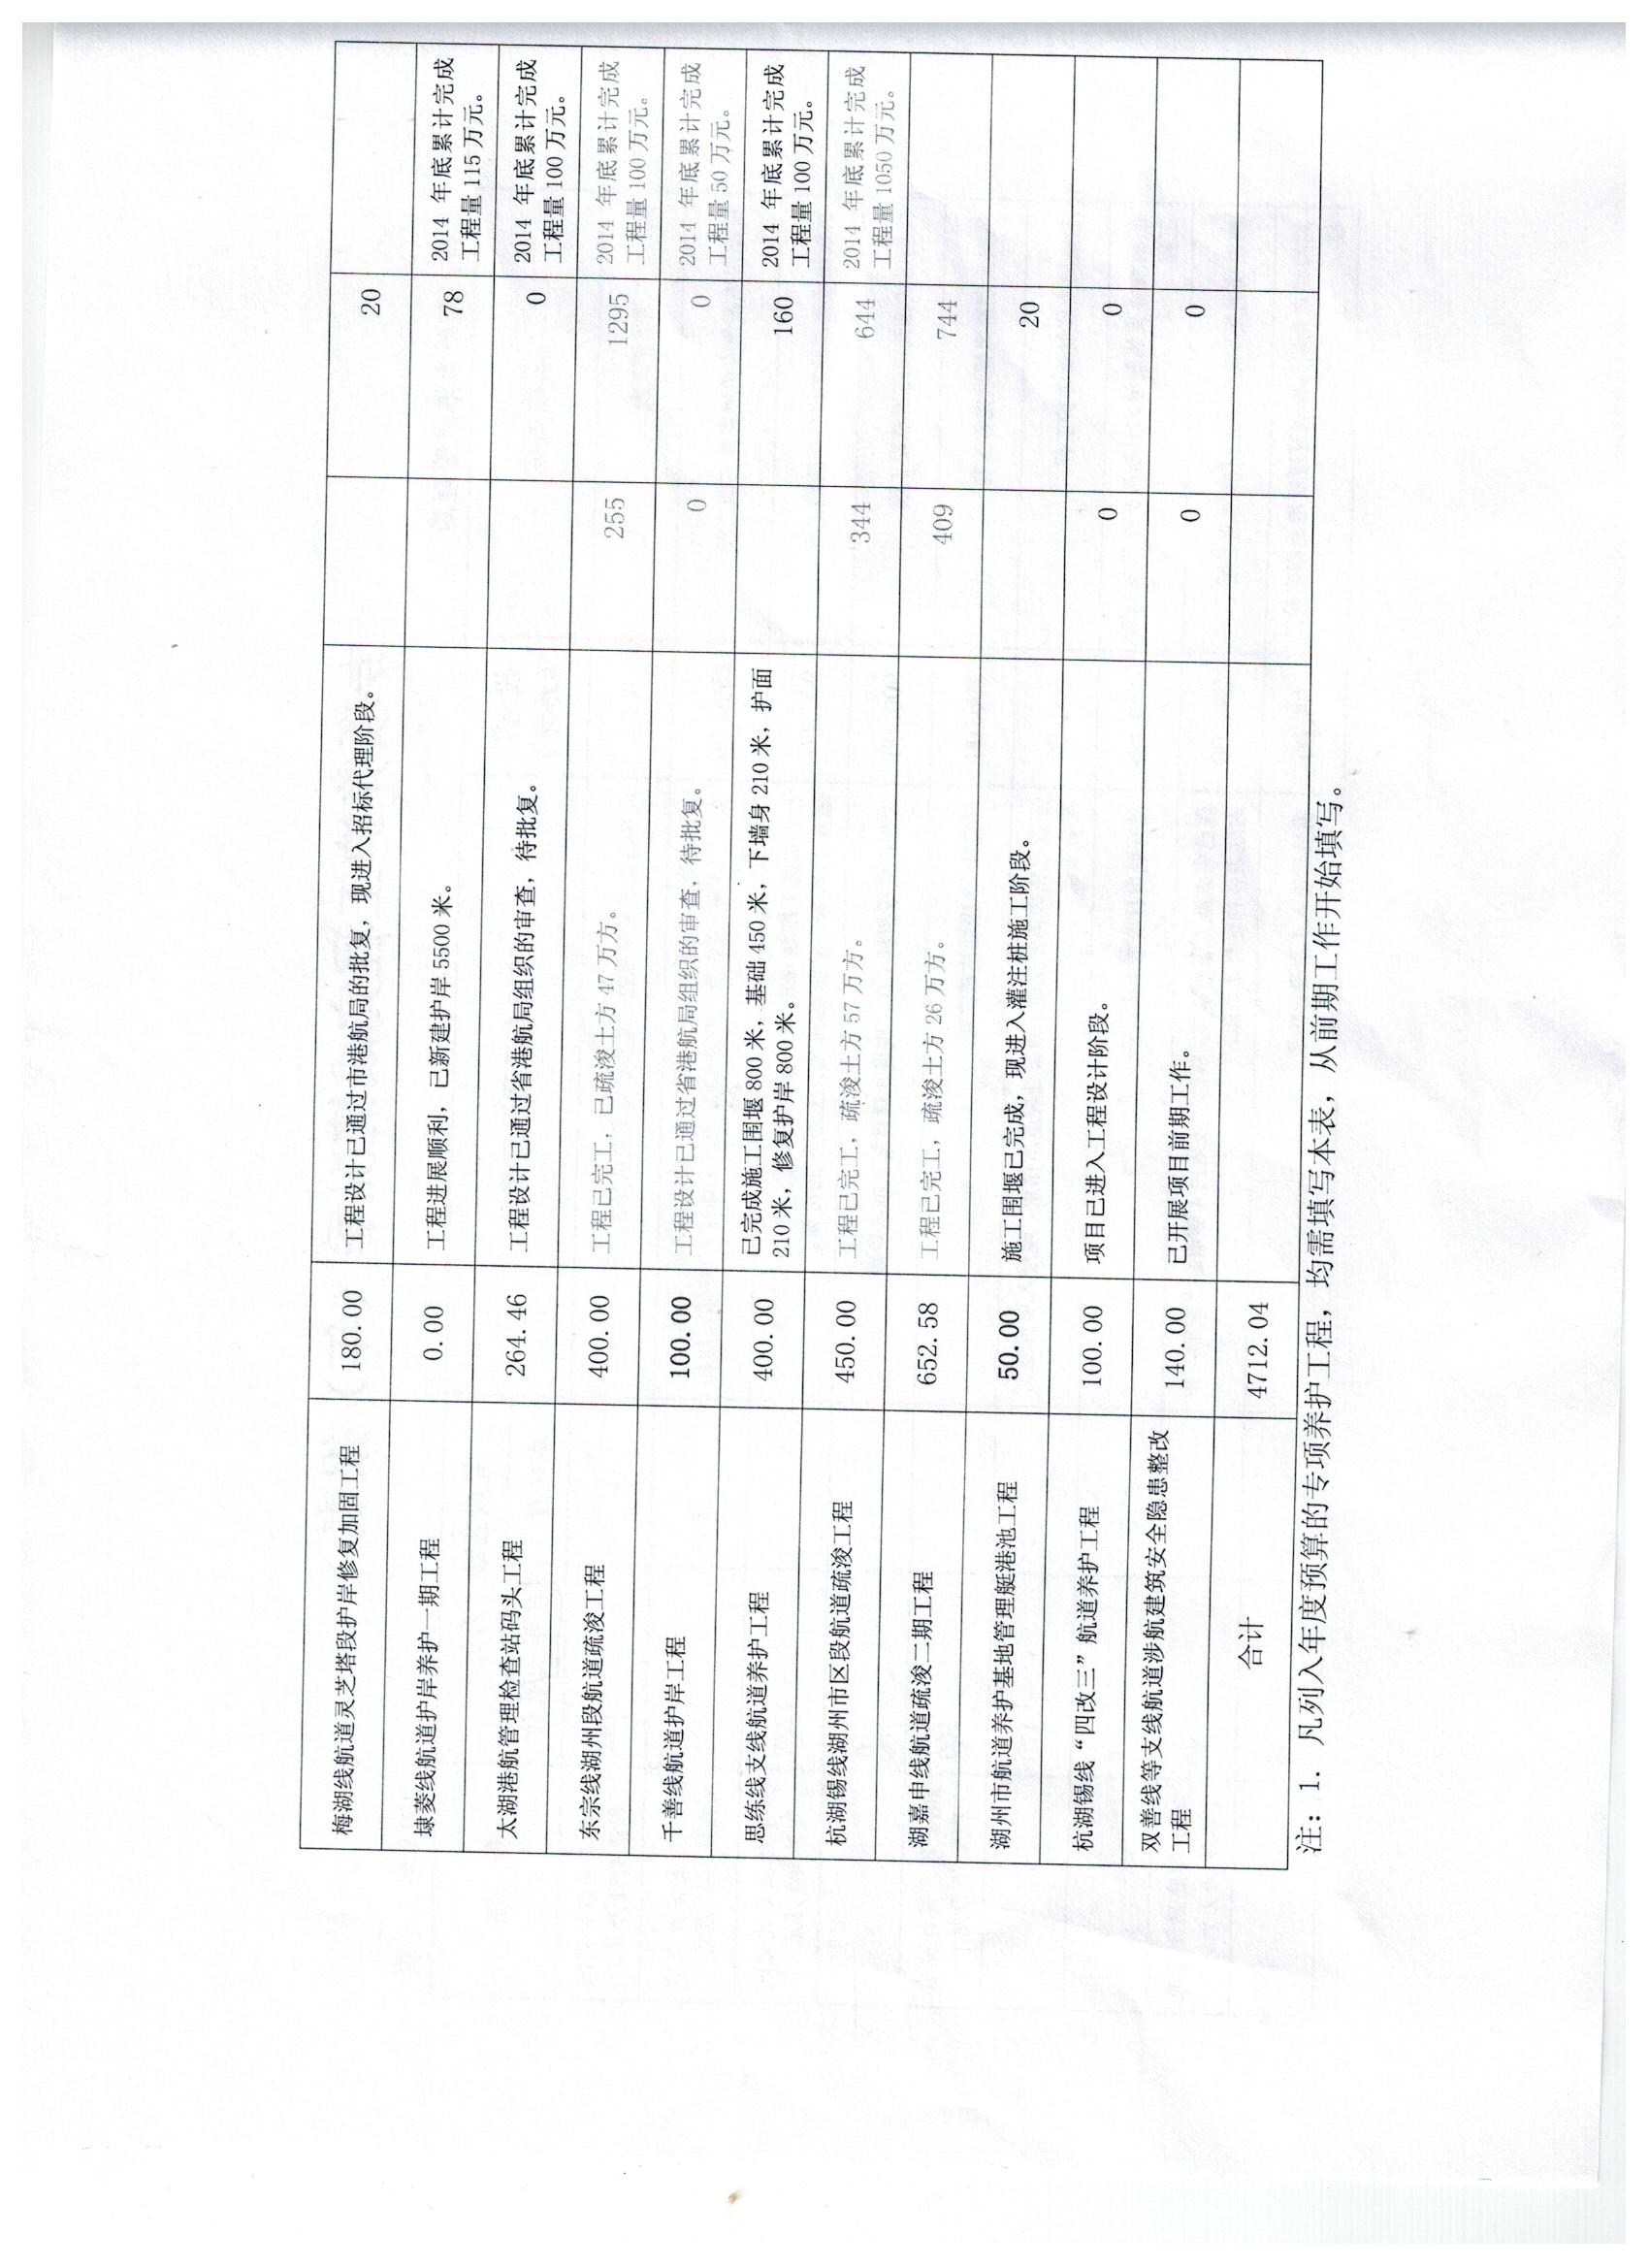 梅湖线航道灵芝塔段护岸修复加固工程 180.00 工程设计已通过市港航局的批复，现进入招标代理阶段。 20
埭菱线航道护岸养护一期工程 0.00 工程进展顺利，已新建护岸 5500 米。 78 2014 年底累计完成
工程量 115 万元。
太湖港航管理检查站码头工程 264.46 工程设计已通过省港航局组织的审查，待批复。 0 2014 年底累计完成
工程量 100 万元。
东宗线湖州段航道疏浚工程 400.00 工程已完工，已疏浚土方 47 万方。 255 1295 2014 年底累计完成
工程量 100 万元。
千善线航道护岸工程 100.00 工程设计已通过省港航局组织的审查，待批复。 0 0 2014 年底累计完成
工程量 50 万元。
思练线支线航道养护工程 400.00 已完成施工围堰 800 米，基础 450 米，下墙身 210 米，护面
210 米，修复护岸 800 米。 160 2014 年底累计完成
工程量 100 万元。
杭湖锡线湖州市区段航道疏浚工程 450.00 工程已完工，疏浚土方 57 万方。 344 644 2014 年底累计完成
工程量 1050 万元。
湖嘉申线航道疏浚二期工程 652.58 工程已完工，疏浚土方 26 万方。 409 744
湖州市航道养护基地管理艇港池工程 50.00 施工围堰已完成，现进入灌注桩施工阶段。 20
杭湖锡线“四改三”航道养护工程 100.00 项目已进入工程设计阶段。 0 0
双善线等支线航道涉航建筑安全隐患整改
工程 140.00 已开展项目前期工作。 0 0
合计 4712.04
注：1. 凡列入年度预算的专项养护工程，均需填写本表，从前期工作开始填写。